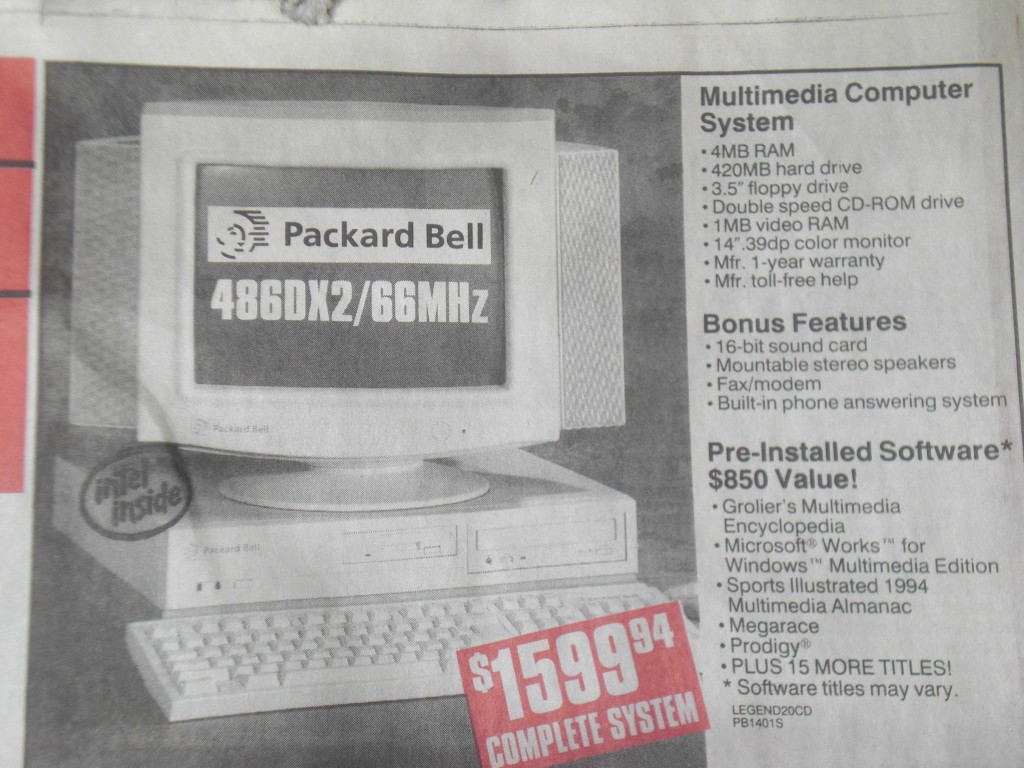 Packard Bell
486DX2/66MHz
Packard Bell
intel
inside
Packard Bell
$1599 94
COMPLETE SYSTEM
Multimedia Computer
System
• 4MB RAM
• 420MB hard drive
• 3.5" floppy drive
• Double speed CD-ROM drive
• 1MB video RAM
• 14" .39dp color monitor
• Mfr. 1-year warranty
• Mfr. toll-free help
Bonus Features
• 16-bit sound card
• Mountable stereo speakers
• Fax/modem
• Built-in phone answering system
Pre-Installed Software*
$850 Value!
• Grolier's Multimedia
Encyclopedia
• Microsoft® Works™ for
Windows™ Multimedia Edition
• Sports Illustrated 1994
Multimedia Almanac
• Megarace
• Prodigy®
• PLUS 15 MORE TITLES!
* Software titles may vary.
LEGEND20CD
PB1401S